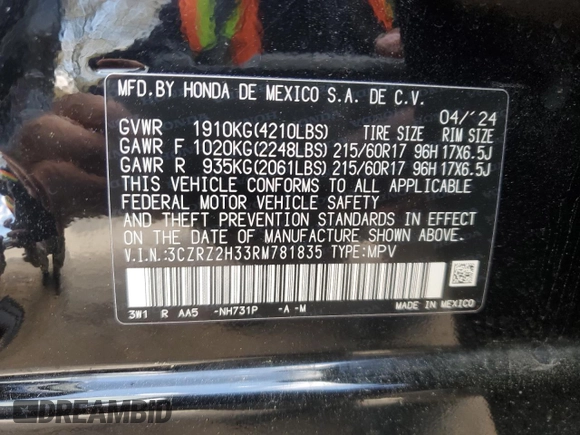 MFD.BY HONDA DE MEXICO S.A. DE C.V.
04/´24
GVWR 1910KG(4210LBS) TIRE SIZE RIM SIZE
GAWR F 1020KG(2248LBS) 215/60R17 96H 17X6.5J
GAWR R 935KG(2061LBS) 215/60R17 96H 17X6.5J
THIS VEHICLE CONFORMS TO ALL APPLICABLE
FEDERAL MOTOR VEHICLE SAFETY
AND THEFT PREVENTION STANDARDS IN EFFECT
ON THE DATE OF MANUFACTURE SHOWN ABOVE.
V.I.N.:3CZRZ2H33RM781835 TYPE:MPV
3W1 R AA5 -NH731P -A -M
MADE IN MEXICO
DREAMBID